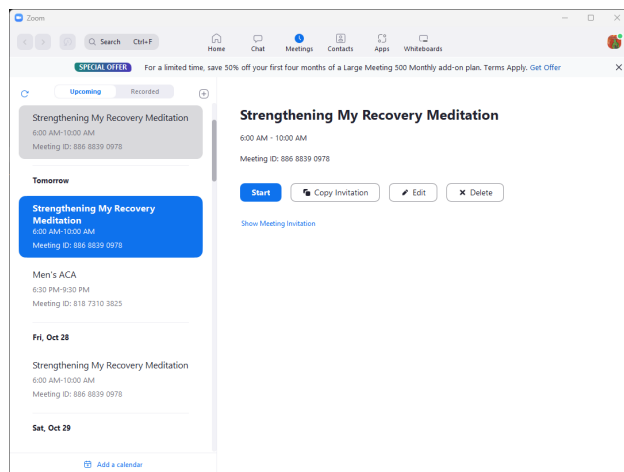 Zoom
Search Ctrl+F
Home
Chat
Meetings
Contacts
Apps
Whiteboards
SPECIAL OFFER For a limited time, save 50% off your first four months of a Large Meeting 500 Monthly add-on plan. Terms Apply. Get Offer
Upcoming
Recorded
Strengthening My Recovery Meditation
6:00 AM-10:00 AM
Meeting ID: 886 8839 0978
Tomorrow
Strengthening My Recovery
Meditation
6:00 AM-10:00 AM
Meeting ID: 886 8839 0978
Men's ACA
6:30 PM-9:30 PM
Meeting ID: 818 7310 3825
Fri, Oct 28
Strengthening My Recovery Meditation
6:00 AM-10:00 AM
Meeting ID: 886 8839 0978
Sat, Oct 29
Add a calendar
Strengthening My Recovery Meditation
6:00 AM - 10:00 AM
Meeting ID: 886 8839 0978
Start
Copy Invitation
Edit
Delete
Show Meeting Invitation